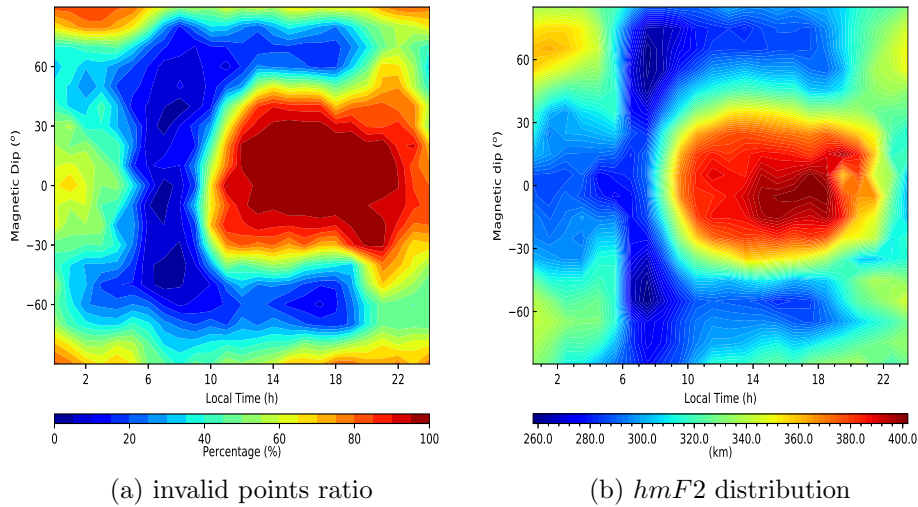 60
30
0
−30
−60
Magnetic Dip (°)
2 6 10 14 18 22
Local Time (h)
0 20 40 60 80 100
Percentage (%)
(a) invalid points ratio
60
30
0
−30
−60
Magnetic dip (°)
2 6 10 14 18 22
Local Time (h)
260.0 280.0 300.0 320.0 340.0 360.0 380.0 400.0
(km)
(b) hmF2 distribution